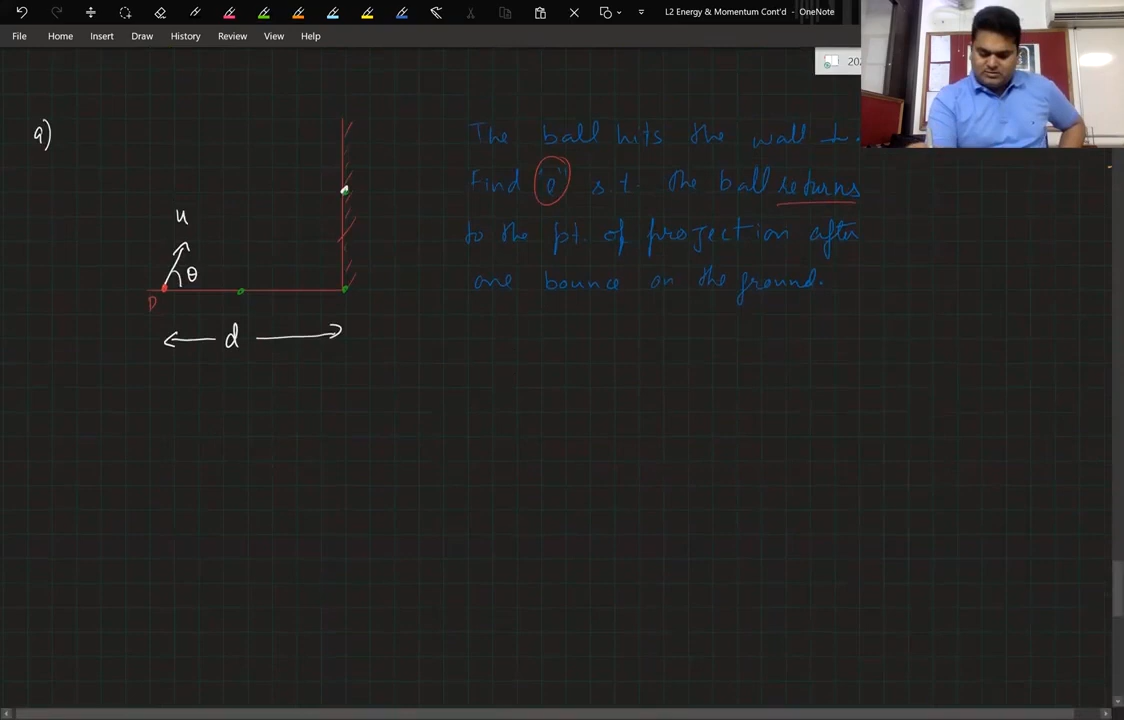 L2 Energy & Momentum Cont'd - OneNote
File Home Insert Draw History Review View Help
202
q)
The ball hits the wall
Find "e" s.t. the ball returns
to the pt. of projection after
one bounce on the ground.
u
θ
P
d